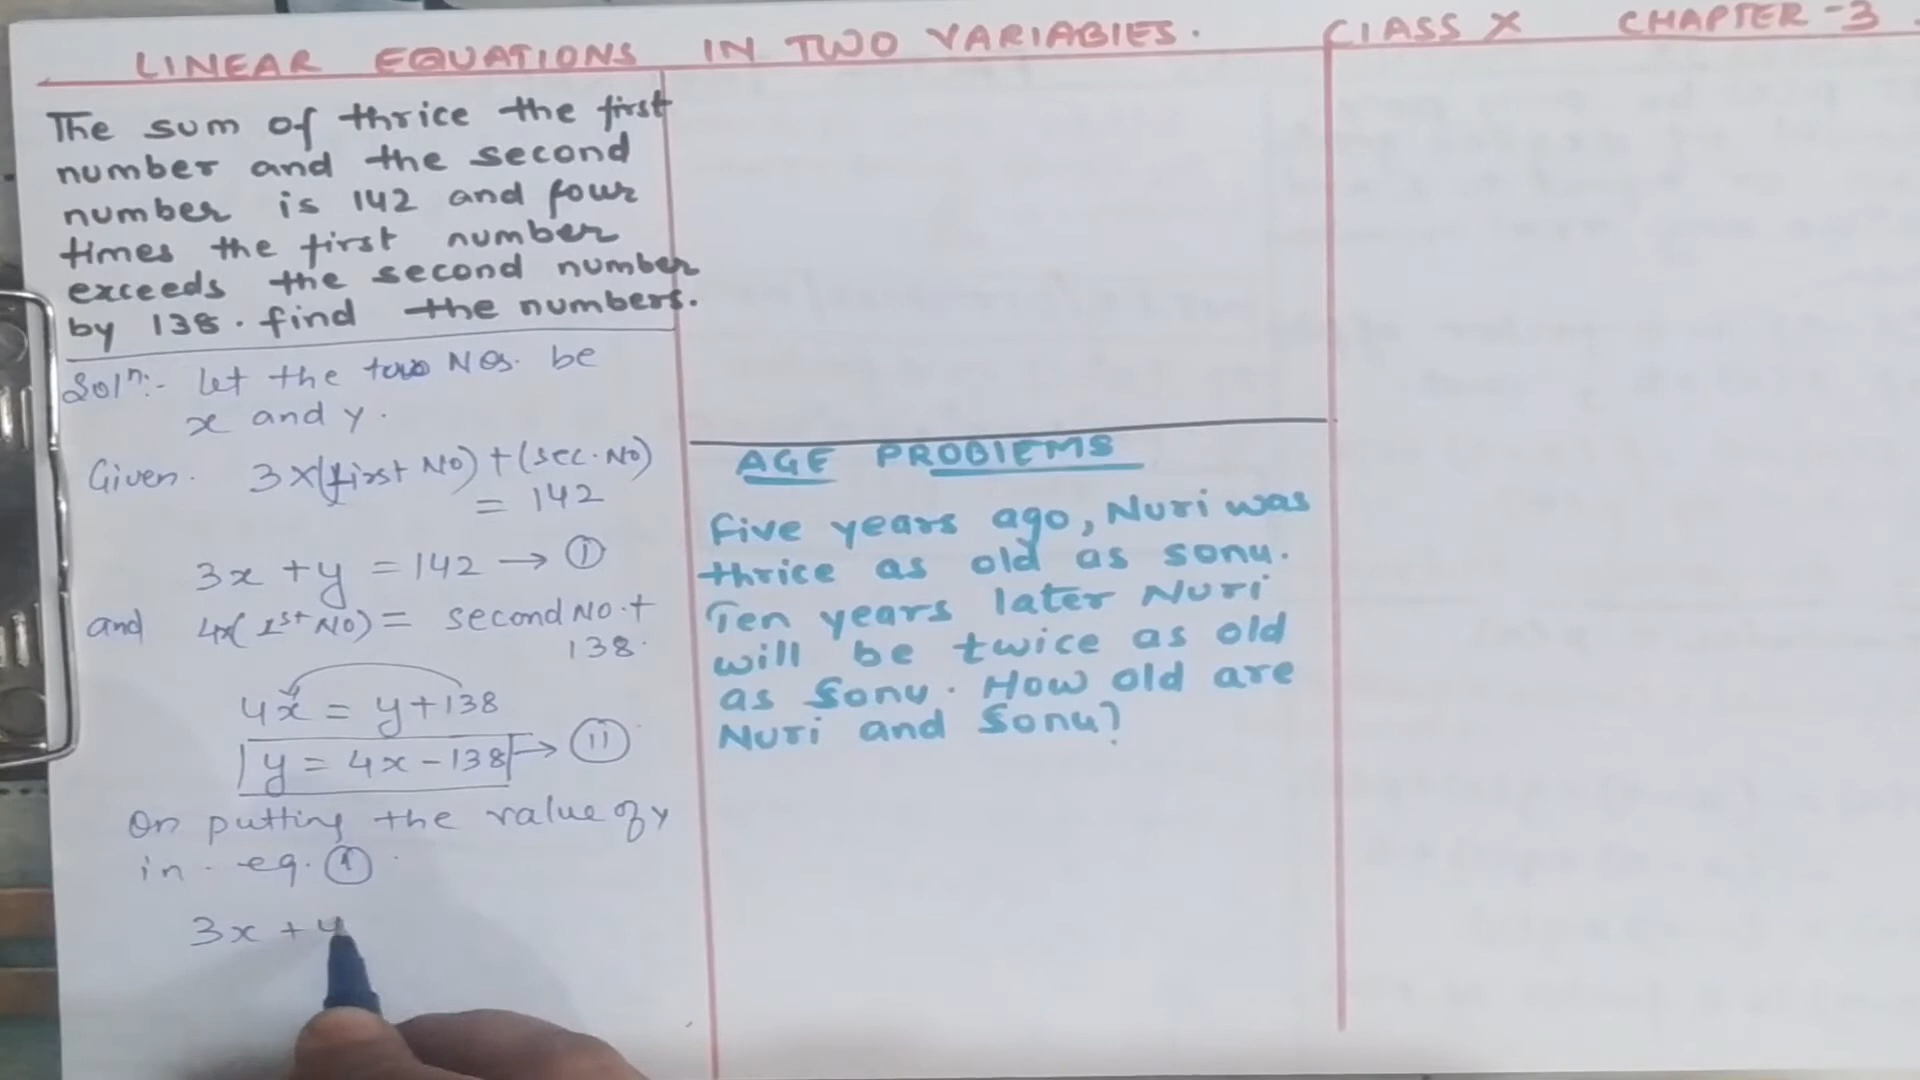 LINEAR EQUATIONS IN TWO VARIABLES. CLASS X CHAPTER-3.
The sum of thrice the first
number and the second
number is 142 and four
times the first number
exceeds the second number
by 138. find the numbers.
Solⁿ:- Let the two NOs. be
x and y.
Given. 3×(first NO)+(sec.NO)
= 142
3x + y = 142 → (I)
and 4×(1st NO) = second NO.+
138.
4x = y+138
y = 4x-138 → (II)
On putting the value of y
in eq. (1)
3x + y
AGE PROBLEMS
Five years ago, Nuri was
thrice as old as sonu.
Ten years later Nuri
will be twice as old
as Sonu. How old are
Nuri and Sonu?